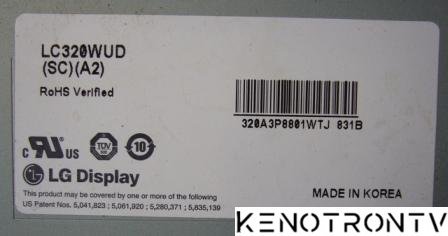 LC320WUD
(SC)(A2)
RoHS Verified
320A3P8801WTJ 831B
c RU US
TÜV
10
LG Display
This product may be covered by one or more of the following
US Patent Nos. 5,041,823 ; 5,061,920 ; 5,280,371 ; 5,835,139
MADE IN KOREA
KENOTRONTV